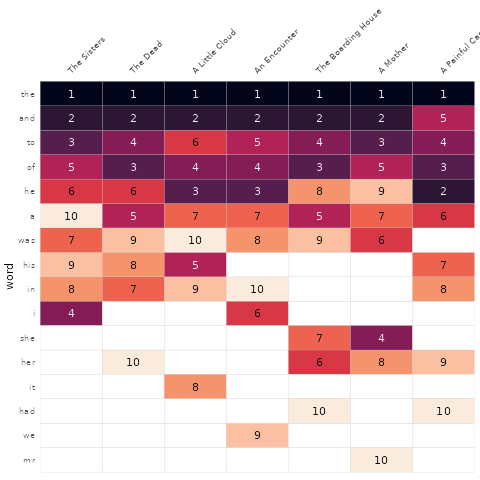 The Sisters The Dead A Little Cloud An Encounter The Boarding House A Mother A Painful Cas
word
the 1 1 1 1 1 1 1
and 2 2 2 2 2 2 5
to 3 4 6 5 4 3 4
of 5 3 4 4 3 5 3
he 6 6 3 3 8 9 2
a 10 5 7 7 5 7 6
was 7 9 10 8 9 6
his 9 8 5 7
in 8 7 9 10 8
i 4 6
she 7 4
her 10 6 8 9
it 8
had 10 10
we 9
mr 10